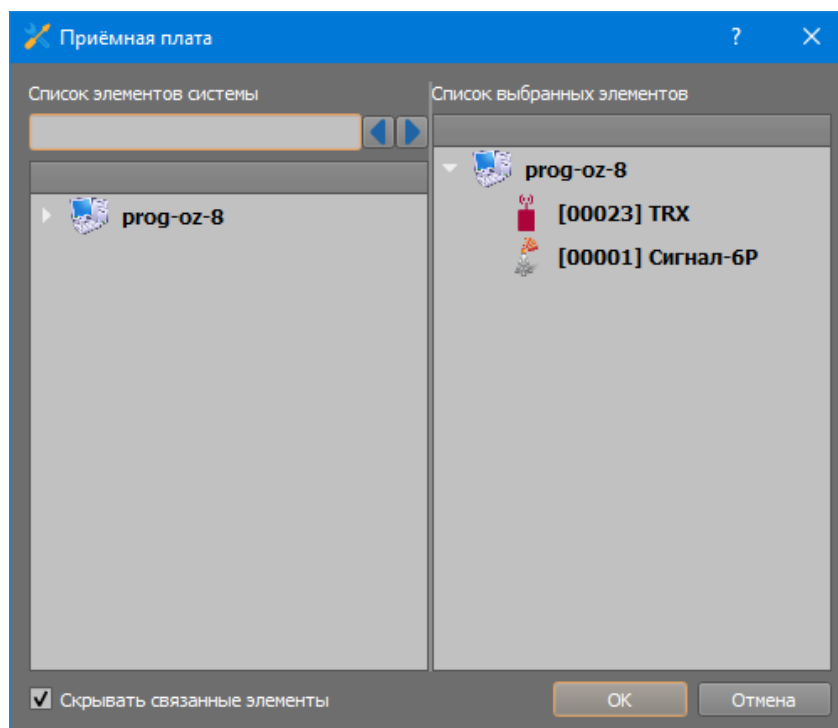 Приёмная плата
Список элементов системы
prog-oz-8
Скрывать связанные элементы
Список выбранных элементов
prog-oz-8
[00023] TRX
[00001] Сигнал-6Р
OK
Отмена